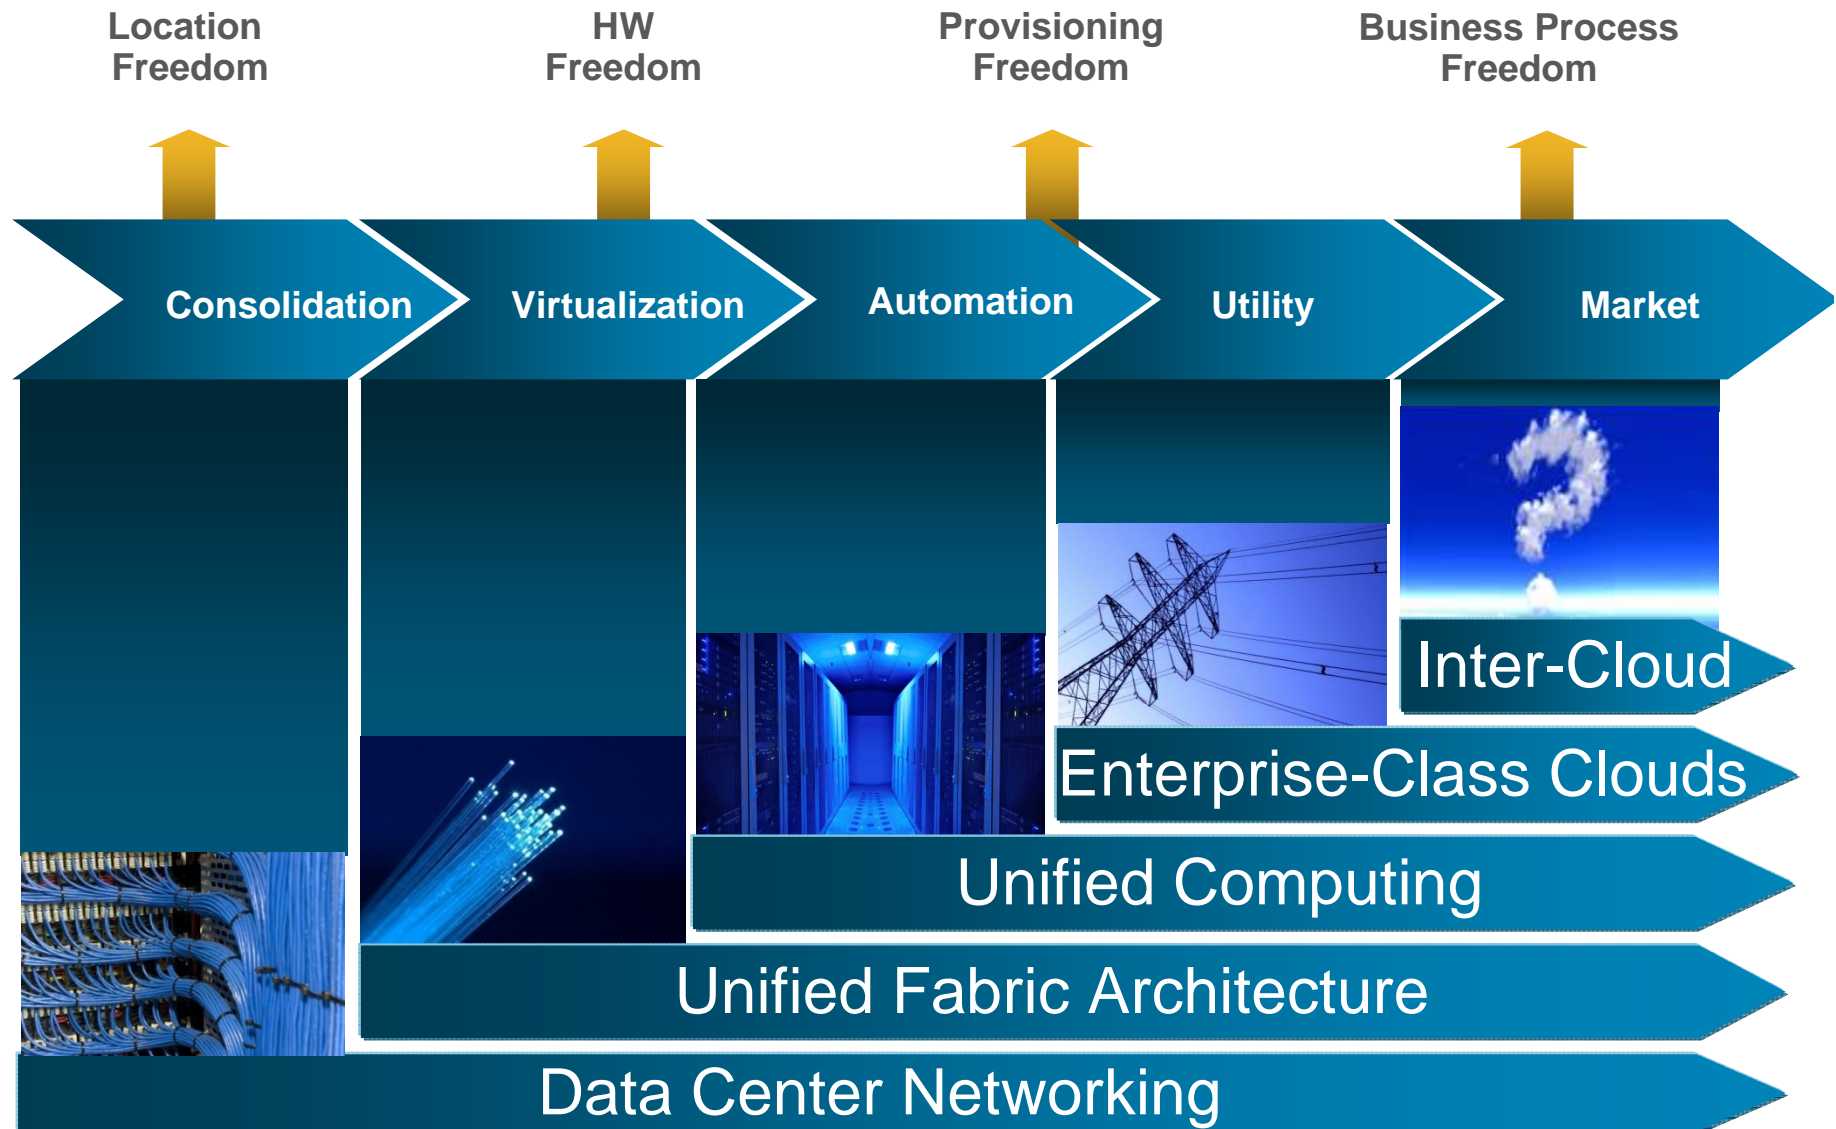 Location
Freedom
HW
Freedom
Provisioning
Freedom
Business Process
Freedom
Consolidation
Virtualization
Automation
Utility
Market
Inter-Cloud
Enterprise-Class Clouds
Unified Computing
Unified Fabric Architecture
Data Center Networking